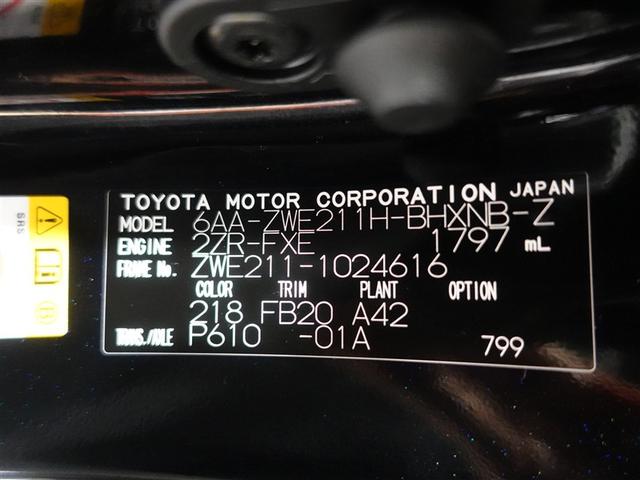 TOYOTA MOTOR CORPORATION JAPAN
MODEL 6AA-ZWE211H-BHXNB-Z
ENGINE 2ZR-FXE 1797 mL
FRAME No. ZWE211-1024616
COLOR TRIM PLANT OPTION
218 FB20 A42
TRANS./AXLE P610 -01A 799
SRS